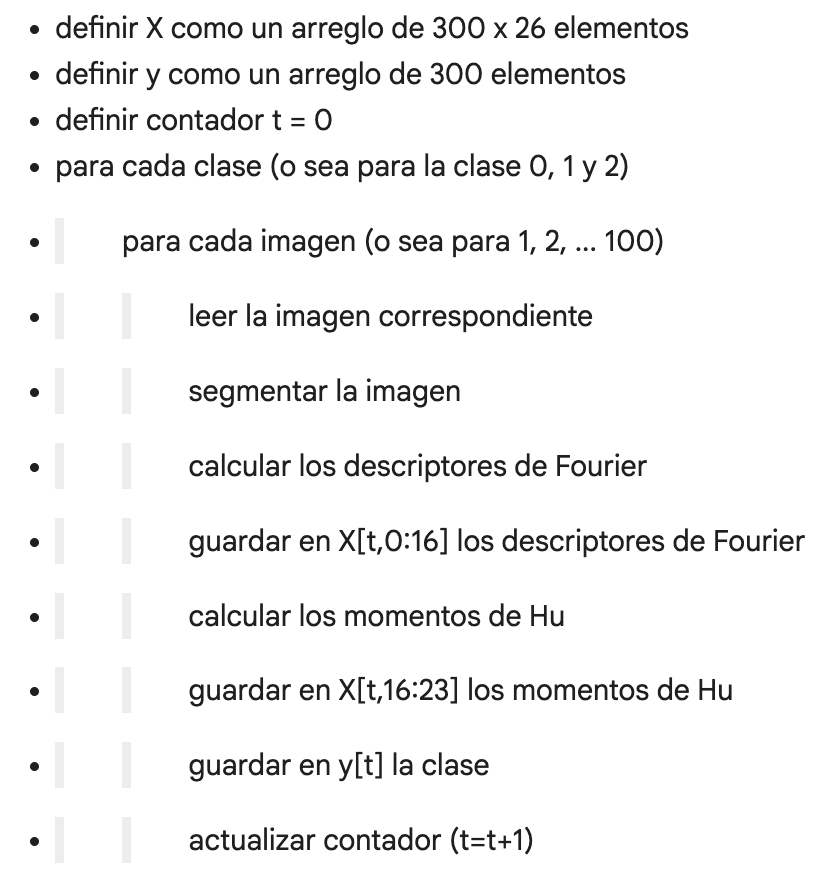 • definir X como un arreglo de 300 x 26 elementos
• definir y como un arreglo de 300 elementos
• definir contador t = 0
• para cada clase (o sea para la clase 0, 1 y 2)
• para cada imagen (o sea para 1, 2, ... 100)
• leer la imagen correspondiente
• segmentar la imagen
• calcular los descriptores de Fourier
• guardar en X[t,0:16] los descriptores de Fourier
• calcular los momentos de Hu
• guardar en X[t,16:23] los momentos de Hu
• guardar en y[t] la clase
• actualizar contador (t=t+1)